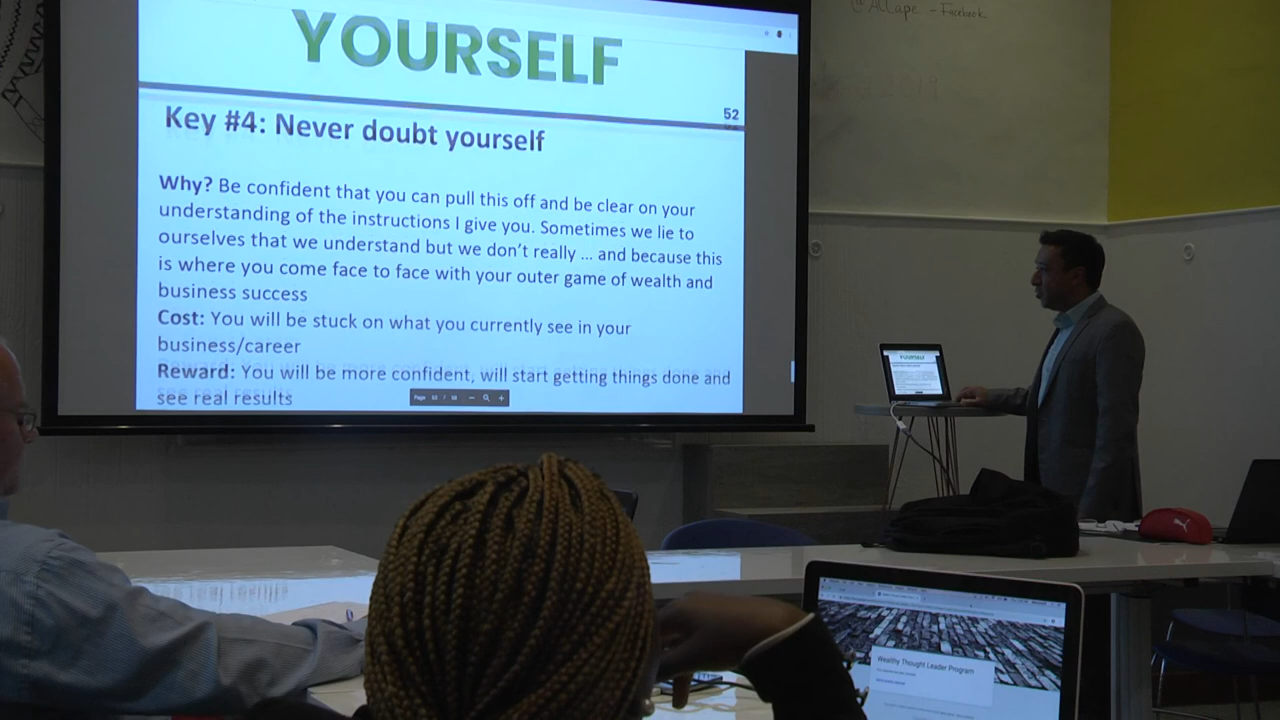 @ACCape - Facebook
YOURSELF
52
Key #4: Never doubt yourself
Why? Be confident that you can pull this off and be clear on your
understanding of the instructions I give you. Sometimes we lie to
ourselves that we understand but we don't really ... and because this
is where you come face to face with your outer game of wealth and
business success
Cost: You will be stuck on what you currently see in your
business/career
Reward: You will be more confident, will start getting things done and
see real results
Page
YOURSELF
Wealthy Thought Leader Program